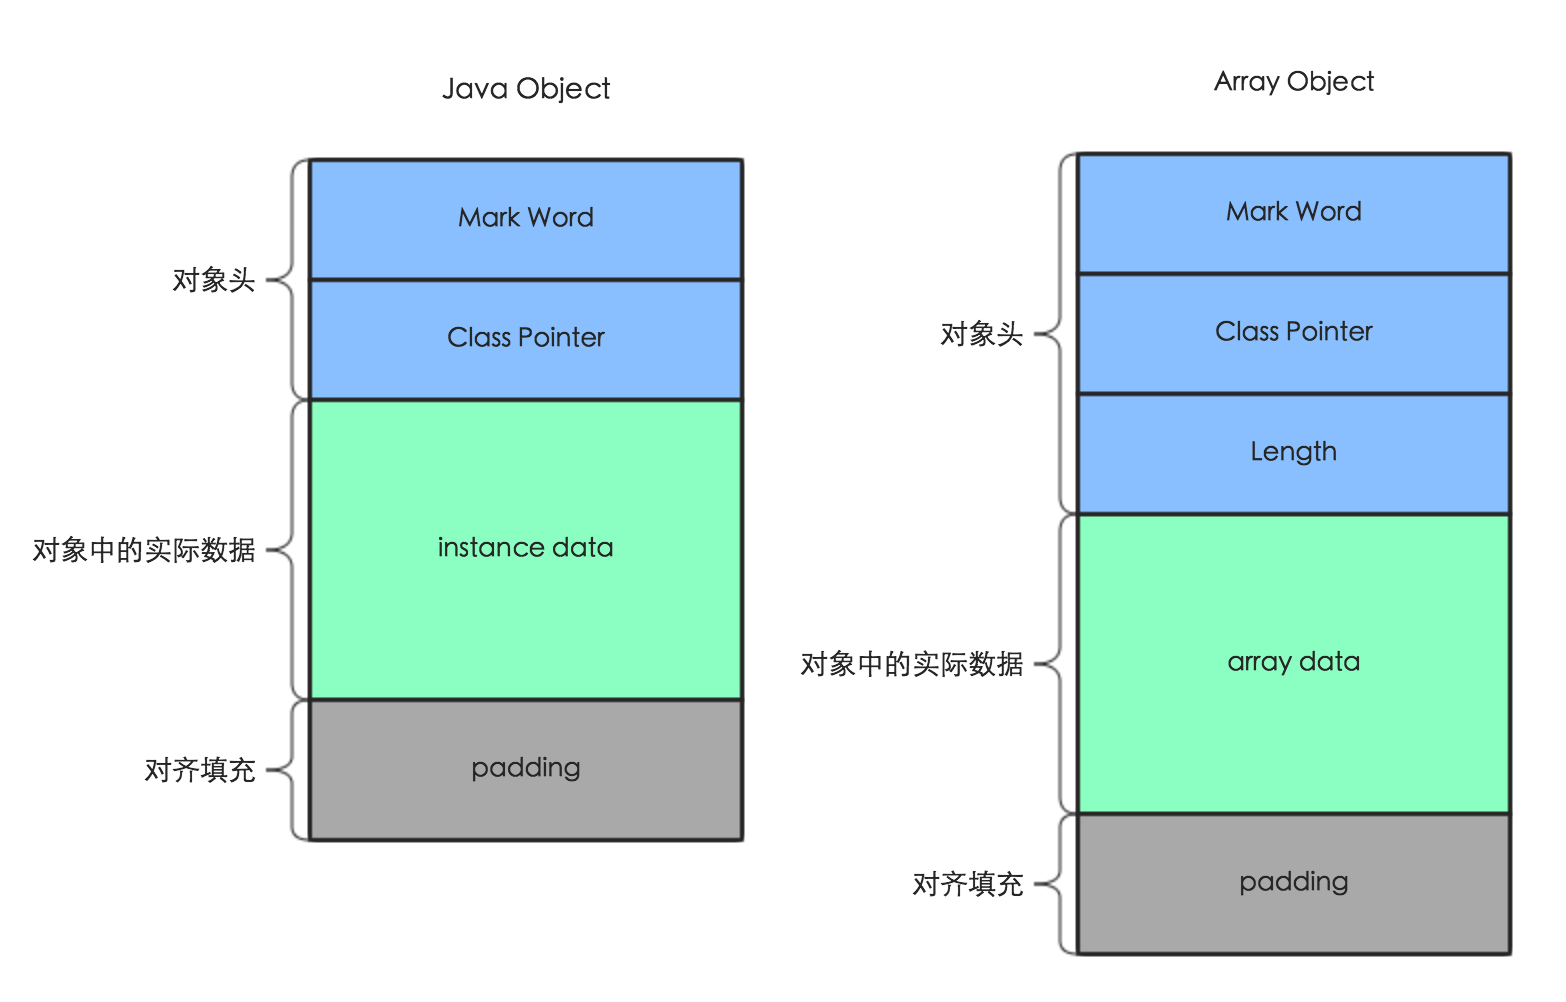 Java Object
对象头
Mark Word
Class Pointer
对象中的实际数据
instance data
对齐填充
padding
Array Object
对象头
Mark Word
Class Pointer
Length
对象中的实际数据
array data
对齐填充
padding